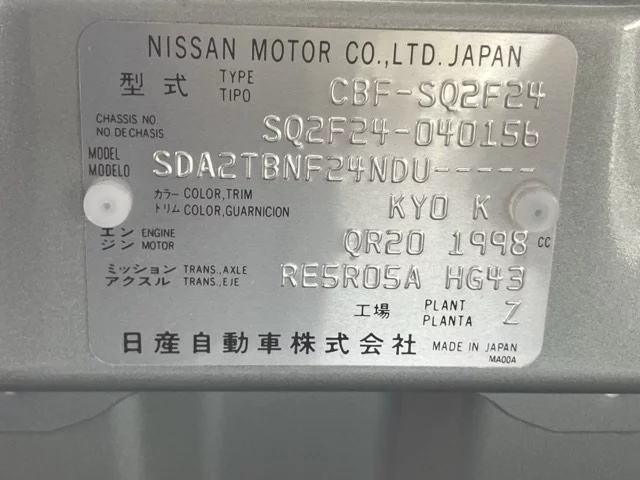 NISSAN MOTOR CO.,LTD. JAPAN
型式 TYPE TIPO CBF-SQ2F24
CHASSIS NO. NO.DE CHASIS SQ2F24-040156
MODEL MODELO SDA2TBNF24NDU-----
カラー COLOR,TRIM
トリム COLOR,GUARNICION KY0 K
エンジン ENGINE MOTOR QR20 1998 CC
ミッション TRANS.,AXLE
アクスル TRANS.,EJE RE5R05A HG43
工場 PLANT PLANTA Z
日産自動車株式会社 MADE IN JAPAN
MA00A